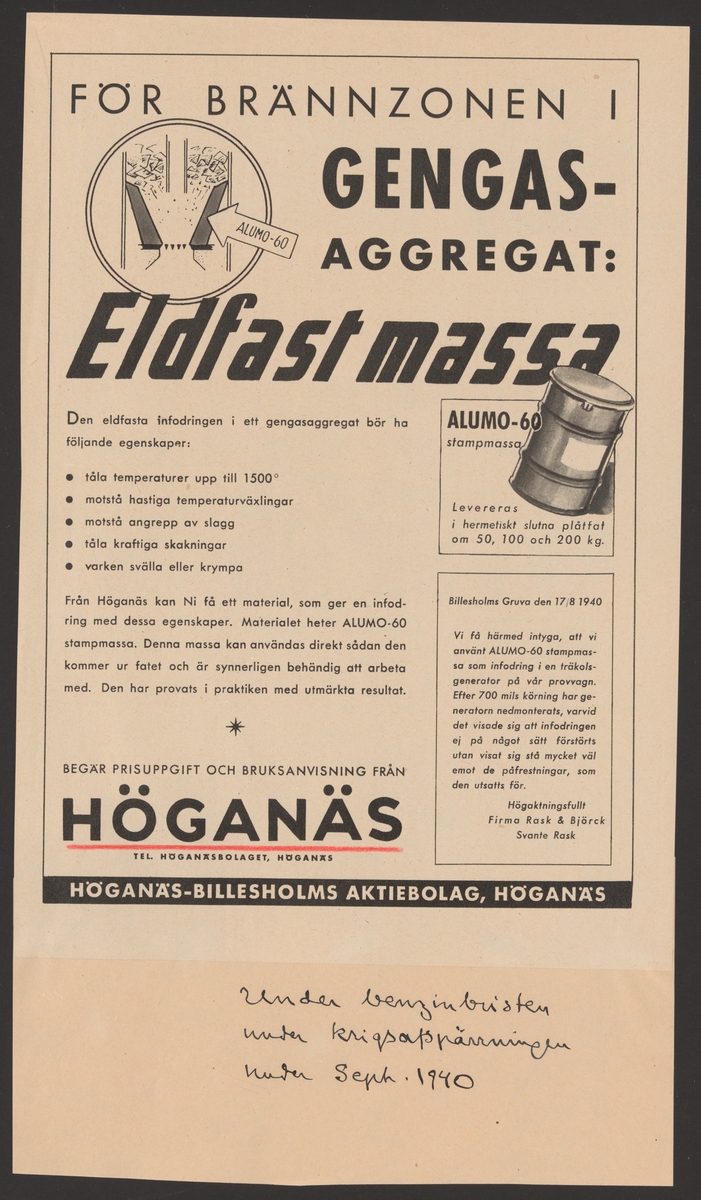 FÖR BRÄNNZONEN I
GENGAS-
AGGREGAT:
ALUMO-60
Eldfast massa
Den eldfasta infodringen i ett gengasaggregat bör ha
följande egenskaper:
● tåla temperaturer upp till 1500°
● motstå hastiga temperaturväxlingar
● motstå angrepp av slagg
● tåla kraftiga skakningar
● varken svälla eller krympa
Från Höganäs kan Ni få ett material, som ger en infod-
ring med dessa egenskaper. Materialet heter ALUMO-60
stampmassa. Denna massa kan användas direkt sådan den
kommer ur fatet och är synnerligen behändig att arbeta
med. Den har provats i praktiken med utmärkta resultat.
BEGÄR PRISUPPGIFT OCH BRUKSANVISNING FRÅN
HÖGANÄS
TEL. HÖGANÄSBOLAGET, HÖGANÄS
ALUMO-60
stampmassa
Levereras
i hermetiskt slutna plåtfat
om 50, 100 och 200 kg.
Billesholms Gruva den 17/8 1940
Vi få härmed intyga, att vi
använt ALUMO-60 stampmas-
sa som infodring i en träkols-
generator på vår provvagn.
Efter 700 mils körning har ge-
neratorn nedmonterats, varvid
det visade sig att infodringen
ej på något sätt förstörts
utan visat sig stå mycket väl
emot de påfrestningar, som
den utsatts för.
Högaktningsfullt
Firma Rask & Björck
Svante Rask
HÖGANÄS-BILLESHOLMS AKTIEBOLAG, HÖGANÄS
Under benzinbristen
under krigsafspärrningen
under Sept. 1940